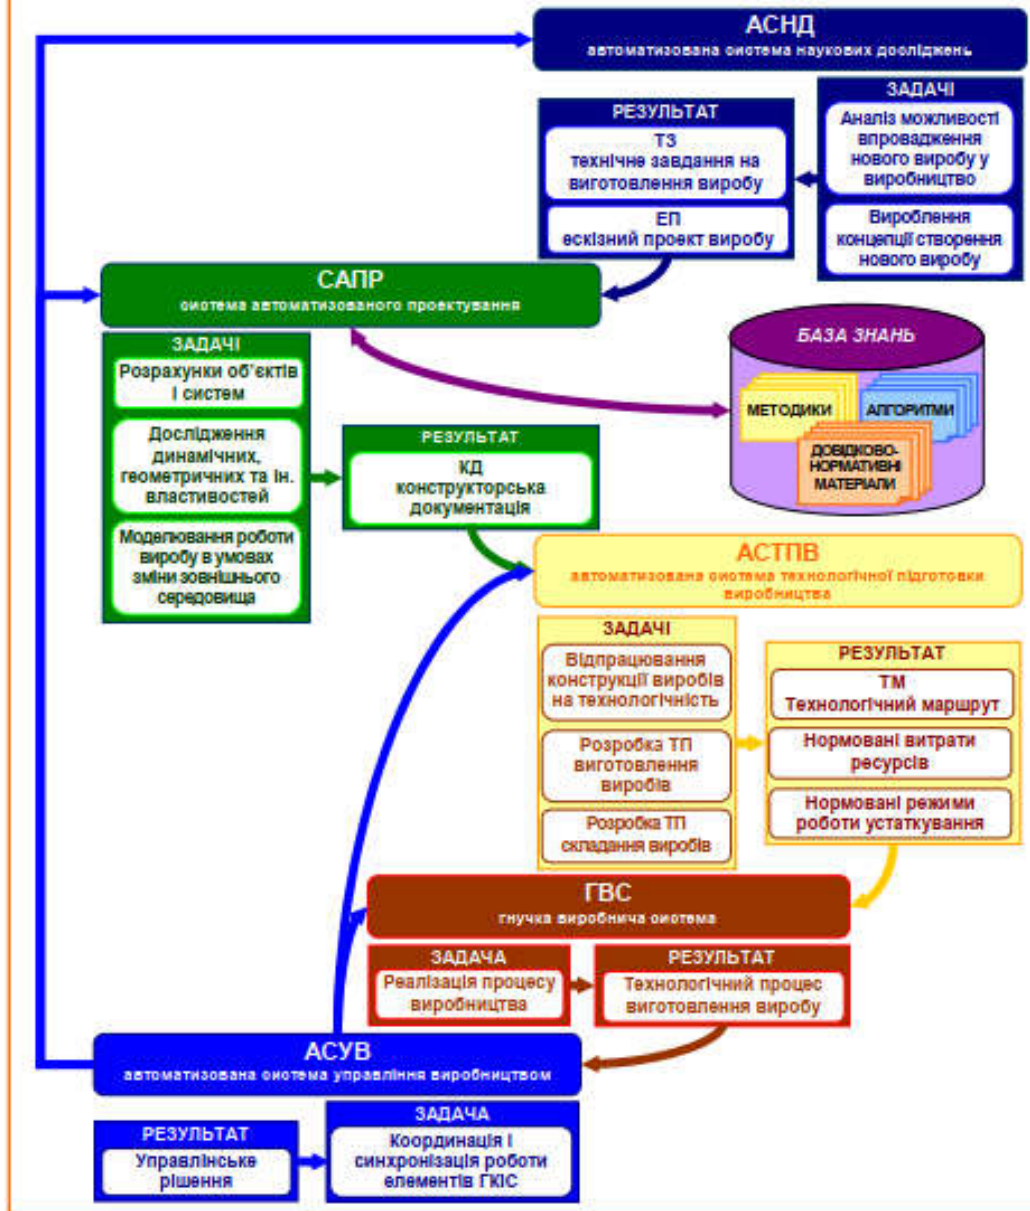 АСНД
автоматизована система наукових досліджень
ЗАДАЧІ
Аналіз можливості
впровадження
нового виробу у
виробництво
Вироблення
концепції створення
нового виробу
РЕЗУЛЬТАТ
ТЗ
технічне завдання на
виготовлення виробу
ЕП
ескізний проект виробу
САПР
система автоматизованого проектування
ЗАДАЧІ
Розрахунки об'єктів
і систем
Дослідження
динамічних,
геометричних та ін.
властивостей
Моделювання роботи
виробу в умовах
зміни зовнішнього
середовища
РЕЗУЛЬТАТ
КД
конструкторська
документація
БАЗА ЗНАНЬ
МЕТОДИКИ
АЛГОРИТМИ
ДОВІДКОВО-
НОРМАТИВНІ
МАТЕРІАЛИ
АСТПВ
автоматизована система технологічної підготовки
виробництва
ЗАДАЧІ
Відпрацювання
конструкції виробів
на технологічність
Розробка ТП
виготовлення
виробів
Розробка ТП
складання виробів
РЕЗУЛЬТАТ
ТМ
Технологічний маршрут
Нормовані витрати
ресурсів
Нормовані режими
роботи устаткування
ГВС
гнучка виробнича система
ЗАДАЧА
Реалізація процесу
виробництва
РЕЗУЛЬТАТ
Технологічний процес
виготовлення виробу
АСУВ
автоматизована система управління виробництвом
РЕЗУЛЬТАТ
Управлінське
рішення
ЗАДАЧА
Координація і
синхронізація роботи
елементів ГКІС